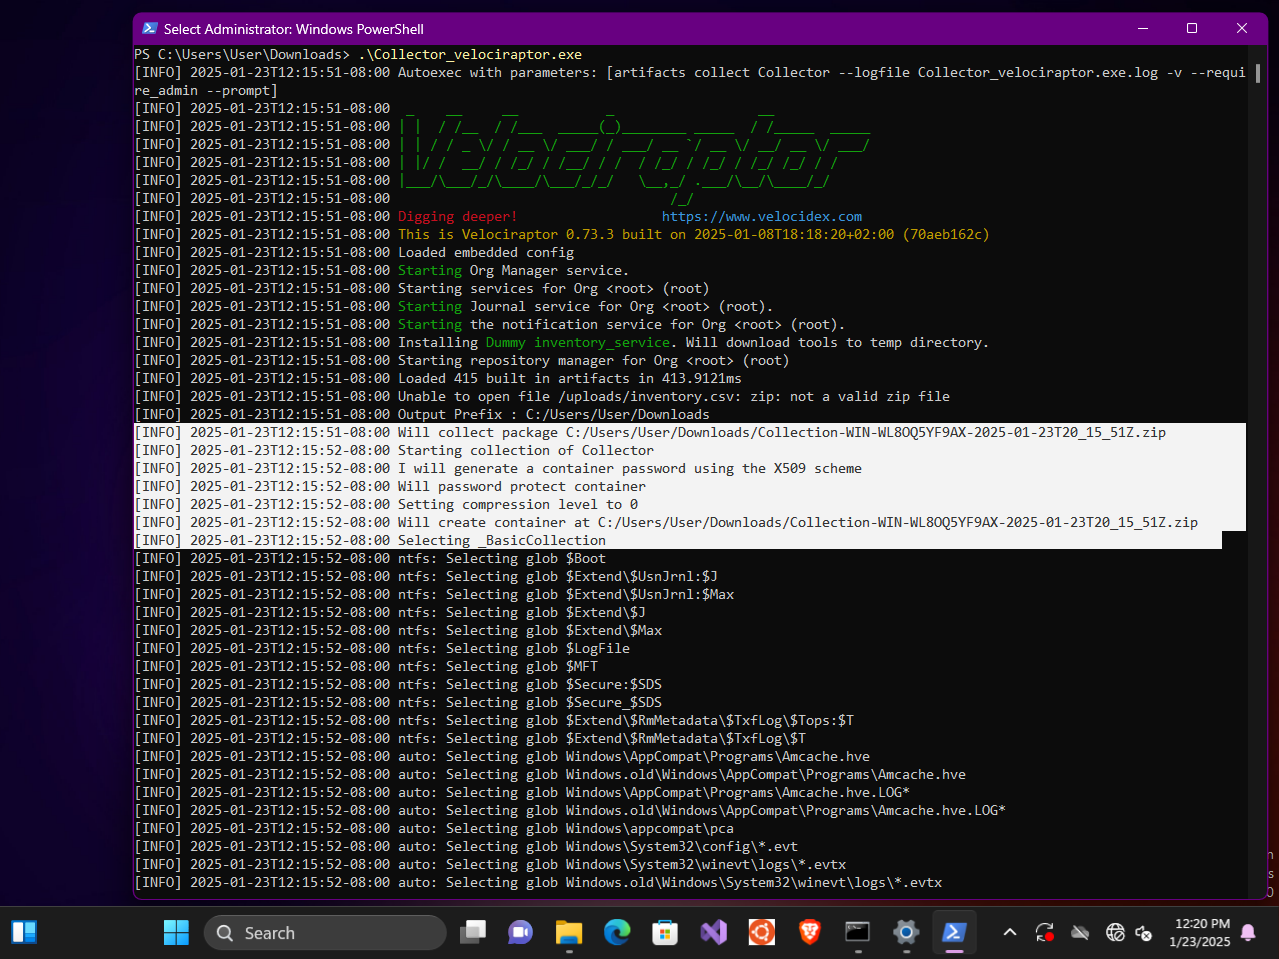 Select Administrator: Windows PowerShell
PS C:\Users\User\Downloads> .\Collector_velociraptor.exe
[INFO] 2025-01-23T12:15:51-08:00 Autoexec with parameters: [artifacts collect Collector --logfile Collector_velociraptor.exe.log -v --requi
re_admin --prompt]
[INFO] 2025-01-23T12:15:51-08:00
[INFO] 2025-01-23T12:15:51-08:00
[INFO] 2025-01-23T12:15:51-08:00
[INFO] 2025-01-23T12:15:51-08:00
[INFO] 2025-01-23T12:15:51-08:00
[INFO] 2025-01-23T12:15:51-08:00
Velociraptor
[INFO] 2025-01-23T12:15:51-08:00 Digging deeper! https://www.velocidex.com
[INFO] 2025-01-23T12:15:51-08:00 This is Velociraptor 0.73.3 built on 2025-01-08T18:18:20+02:00 (70aeb162c)
[INFO] 2025-01-23T12:15:51-08:00 Loaded embedded config
[INFO] 2025-01-23T12:15:51-08:00 Starting Org Manager service.
[INFO] 2025-01-23T12:15:51-08:00 Starting services for Org <root> (root)
[INFO] 2025-01-23T12:15:51-08:00 Starting Journal service for Org <root> (root).
[INFO] 2025-01-23T12:15:51-08:00 Starting the notification service for Org <root> (root).
[INFO] 2025-01-23T12:15:51-08:00 Installing Dummy inventory_service. Will download tools to temp directory.
[INFO] 2025-01-23T12:15:51-08:00 Starting repository manager for Org <root> (root)
[INFO] 2025-01-23T12:15:51-08:00 Loaded 415 built in artifacts in 413.9121ms
[INFO] 2025-01-23T12:15:51-08:00 Unable to open file /uploads/inventory.csv: zip: not a valid zip file
[INFO] 2025-01-23T12:15:51-08:00 Output Prefix : C:/Users/User/Downloads
[INFO] 2025-01-23T12:15:51-08:00 Will collect package C:/Users/User/Downloads/Collection-WIN-WL8OQ5YF9AX-2025-01-23T20_15_51Z.zip
[INFO] 2025-01-23T12:15:52-08:00 Starting collection of Collector
[INFO] 2025-01-23T12:15:52-08:00 I will generate a container password using the X509 scheme
[INFO] 2025-01-23T12:15:52-08:00 Will password protect container
[INFO] 2025-01-23T12:15:52-08:00 Setting compression level to 0
[INFO] 2025-01-23T12:15:52-08:00 Will create container at C:/Users/User/Downloads/Collection-WIN-WL8OQ5YF9AX-2025-01-23T20_15_51Z.zip
[INFO] 2025-01-23T12:15:52-08:00 Selecting _BasicCollection
[INFO] 2025-01-23T12:15:52-08:00 ntfs: Selecting glob $Boot
[INFO] 2025-01-23T12:15:52-08:00 ntfs: Selecting glob $Extend\$UsnJrnl:$J
[INFO] 2025-01-23T12:15:52-08:00 ntfs: Selecting glob $Extend\$UsnJrnl:$Max
[INFO] 2025-01-23T12:15:52-08:00 ntfs: Selecting glob $Extend\$J
[INFO] 2025-01-23T12:15:52-08:00 ntfs: Selecting glob $Extend\$Max
[INFO] 2025-01-23T12:15:52-08:00 ntfs: Selecting glob $LogFile
[INFO] 2025-01-23T12:15:52-08:00 ntfs: Selecting glob $MFT
[INFO] 2025-01-23T12:15:52-08:00 ntfs: Selecting glob $Secure:$SDS
[INFO] 2025-01-23T12:15:52-08:00 ntfs: Selecting glob $Secure_$SDS
[INFO] 2025-01-23T12:15:52-08:00 ntfs: Selecting glob $Extend\$RmMetadata\$TxfLog\$Tops:$T
[INFO] 2025-01-23T12:15:52-08:00 ntfs: Selecting glob $Extend\$RmMetadata\$TxfLog\$T
[INFO] 2025-01-23T12:15:52-08:00 auto: Selecting glob Windows\AppCompat\Programs\Amcache.hve
[INFO] 2025-01-23T12:15:52-08:00 auto: Selecting glob Windows.old\Windows\AppCompat\Programs\Amcache.hve
[INFO] 2025-01-23T12:15:52-08:00 auto: Selecting glob Windows\AppCompat\Programs\Amcache.hve.LOG*
[INFO] 2025-01-23T12:15:52-08:00 auto: Selecting glob Windows.old\Windows\AppCompat\Programs\Amcache.hve.LOG*
[INFO] 2025-01-23T12:15:52-08:00 auto: Selecting glob Windows\appcompat\pca
[INFO] 2025-01-23T12:15:52-08:00 auto: Selecting glob Windows\System32\config\*.evt
[INFO] 2025-01-23T12:15:52-08:00 auto: Selecting glob Windows\System32\winevt\logs\*.evtx
[INFO] 2025-01-23T12:15:52-08:00 auto: Selecting glob Windows.old\Windows\System32\winevt\logs\*.evtx
Search
12:20 PM
1/23/2025